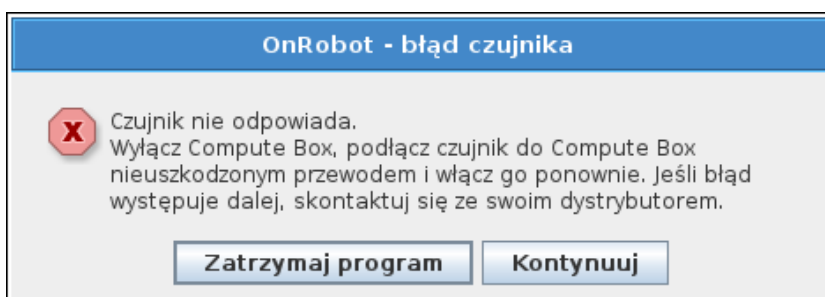 OnRobot - błąd czujnika
Czujnik nie odpowiada.
Wyłącz Compute Box, podłącz czujnik do Compute Box
nieuszkodzonym przewodem i włącz go ponownie. Jeśli błąd
występuje dalej, skontaktuj się ze swoim dystrybutorem.
Zatrzymaj program Kontynuuj